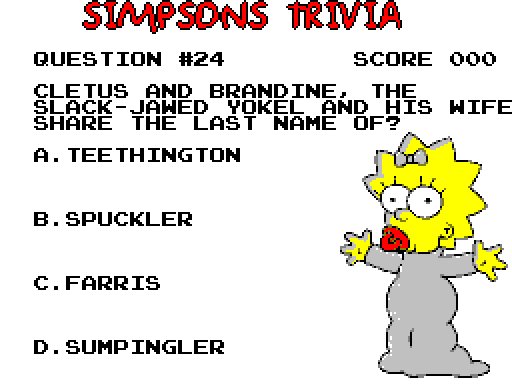 SIMPSONS TRIVIA
QUESTION #24 SCORE 000
CLETUS AND BRANDINE, THE
SLACK-JAWED YOKEL AND HIS WIFE
SHARE THE LAST NAME OF?
A.TEETHINGTON
B.SPUCKLER
C.FARRIS
D.SUMPINGLER